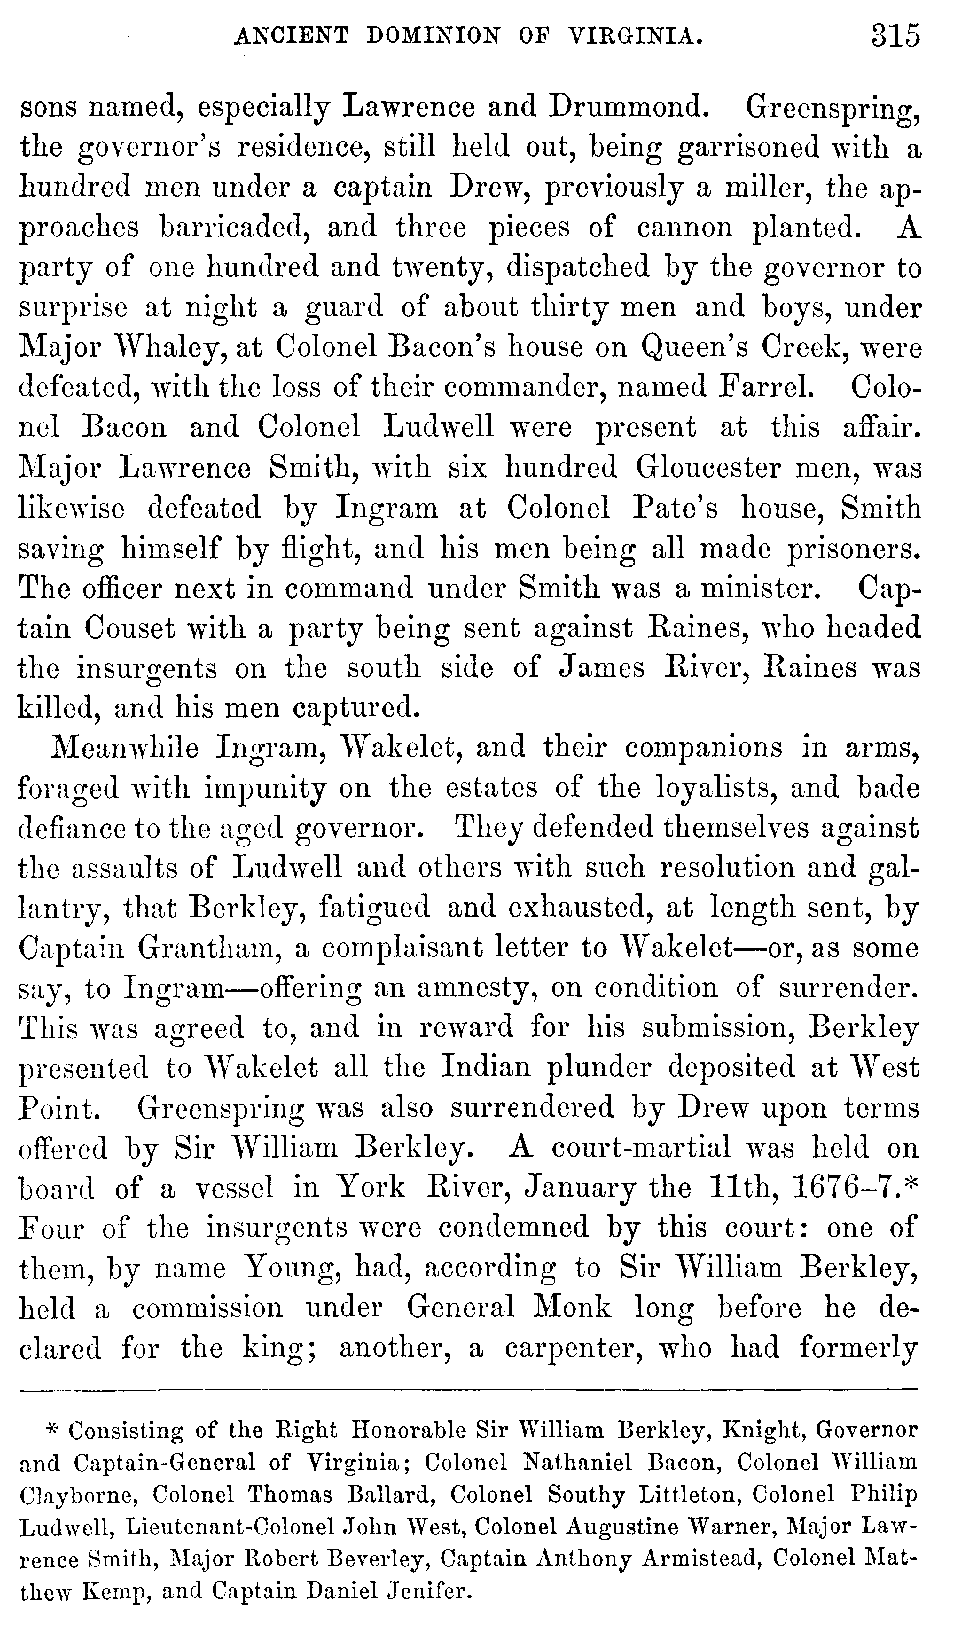 ANCIENT DOMINION OF VIRGINIA. 315
sons named, especially Lawrence and Drummond. Greenspring,
the governor's residence, still held out, being garrisoned with a
hundred men under a captain Drew, previously a miller, the ap-
proaches barricaded, and three pieces of cannon planted. A
party of one hundred and twenty, dispatched by the governor to
surprise at night a guard of about thirty men and boys, under
Major Whaley, at Colonel Bacon's house on Queen's Creek, were
defeated, with the loss of their commander, named Farrel. Colo-
nel Bacon and Colonel Ludwell were present at this affair.
Major Lawrence Smith, with six hundred Gloucester men, was
likewise defeated by Ingram at Colonel Pate's house, Smith
saving himself by flight, and his men being all made prisoners.
The officer next in command under Smith was a minister. Cap-
tain Couset with a party being sent against Raines, who headed
the insurgents on the south side of James River, Raines was
killed, and his men captured.
Meanwhile Ingram, Wakelet, and their companions in arms,
foraged with impunity on the estates of the loyalists, and bade
defiance to the aged governor. They defended themselves against
the assaults of Ludwell and others with such resolution and gal-
lantry, that Berkley, fatigued and exhausted, at length sent, by
Captain Grantham, a complaisant letter to Wakelet—or, as some
say, to Ingram—offering an amnesty, on condition of surrender.
This was agreed to, and in reward for his submission, Berkley
presented to Wakelet all the Indian plunder deposited at West
Point. Greenspring was also surrendered by Drew upon terms
offered by Sir William Berkley. A court-martial was held on
board of a vessel in York River, January the 11th, 1676–7.*
Four of the insurgents were condemned by this court: one of
them, by name Young, had, according to Sir William Berkley,
held a commission under General Monk long before he de-
clared for the king; another, a carpenter, who had formerly
* Consisting of the Right Honorable Sir William Berkley, Knight, Governor
and Captain-General of Virginia; Colonel Nathaniel Bacon, Colonel William
Clayborne, Colonel Thomas Ballard, Colonel Southy Littleton, Colonel Philip
Ludwell, Lieutenant-Colonel John West, Colonel Augustine Warner, Major Law-
rence Smith, Major Robert Beverley, Captain Anthony Armistead, Colonel Mat-
thew Kemp, and Captain Daniel Jenifer.